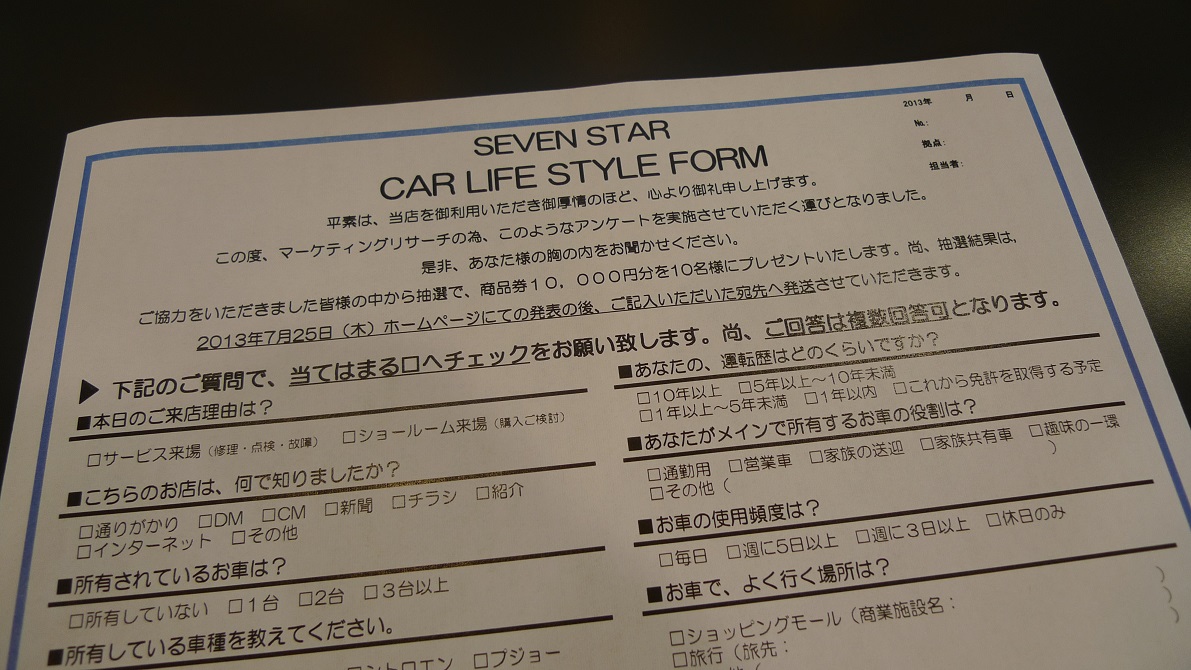 2013年　月　日
No.:
拠点:
担当者:
SEVEN STAR
CAR LIFE STYLE FORM
平素は、当店を御利用いただき御厚情のほど、心より御礼申し上げます。
この度、マーケティングリサーチの為、このようなアンケートを実施させていただく運びとなりました。
是非、あなた様の胸の内をお聞かせください。
ご協力をいただきました皆様の中から抽選で、商品券１０，０００円分を10名様にプレゼントいたします。尚、抽選結果は,
2013年7月25日（木）ホームページにての発表の後、ご記入いただいた宛先へ発送させていただきます。
▶ 下記のご質問で、当てはまる口へチェックをお願い致します。尚、ご回答は複数回答可となります。
■本日のご来店理由は？
□サービス来場（修理・点検・故障）　□ショールーム来場（購入ご検討）
■こちらのお店は、何で知りましたか？
□通りがかり　□DM　□CM　□新聞　□チラシ　□紹介
□インターネット　□その他
■所有されているお車は？
□所有していない　□１台　□2台　□３台以上
■所有している車種を教えてください。
ントロエン　□プジョー
■あなたの、運転歴はどのくらいですか？
□10年以上　□5年以上～10年未満
□1年以上～5年未満　□1年以内　□これから免許を取得する予定
■あなたがメインで所有するお車の役割は？
□通勤用　□営業車　□家族の送迎　□家族共有車　□趣味の一環
□その他（　）
■お車の使用頻度は？
□毎日　□週に5日以上　□週に３日以上　□休日のみ
■お車で、よく行く場所は？
□ショッピングモール（商業施設名：　）
□旅行（旅先：　）
他（　）